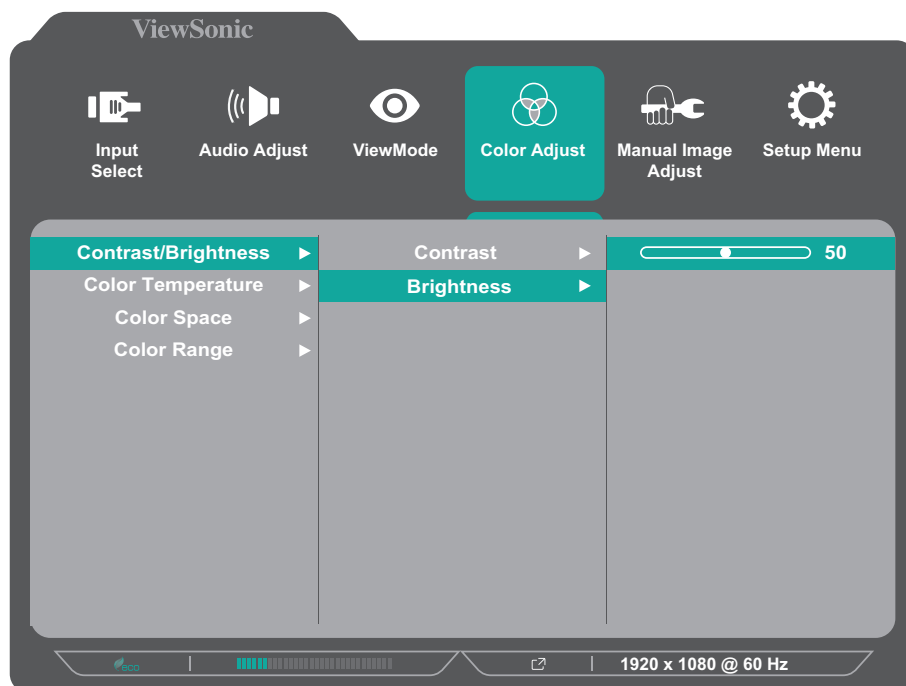 ViewSonic
Input
Select
Audio Adjust
ViewMode
Color Adjust
Manual Image
Adjust
Setup Menu
Contrast/Brightness
Contrast
50
Color Temperature
Brightness
Color Space
Color Range
eco
1920 x 1080 @ 60 Hz